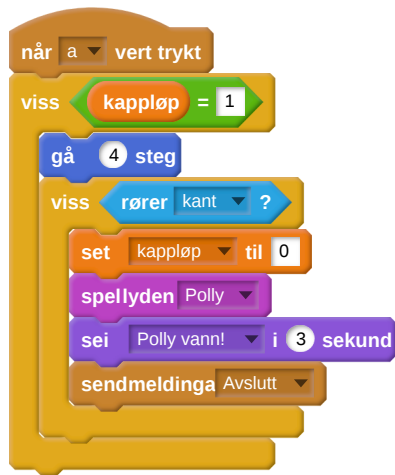 når a vert trykt
viss kappløp = 1
gå 4 steg
viss rører kant ?
set kappløp til 0
spellyden Polly
sei Polly vann! i 3 sekund
sendmeldinga Avslutt